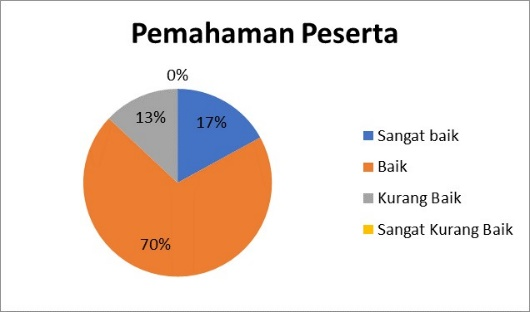 Pemahaman Peserta
0%
13%
17%
70%
Sangat baik
Baik
Kurang Baik
Sangat Kurang Baik